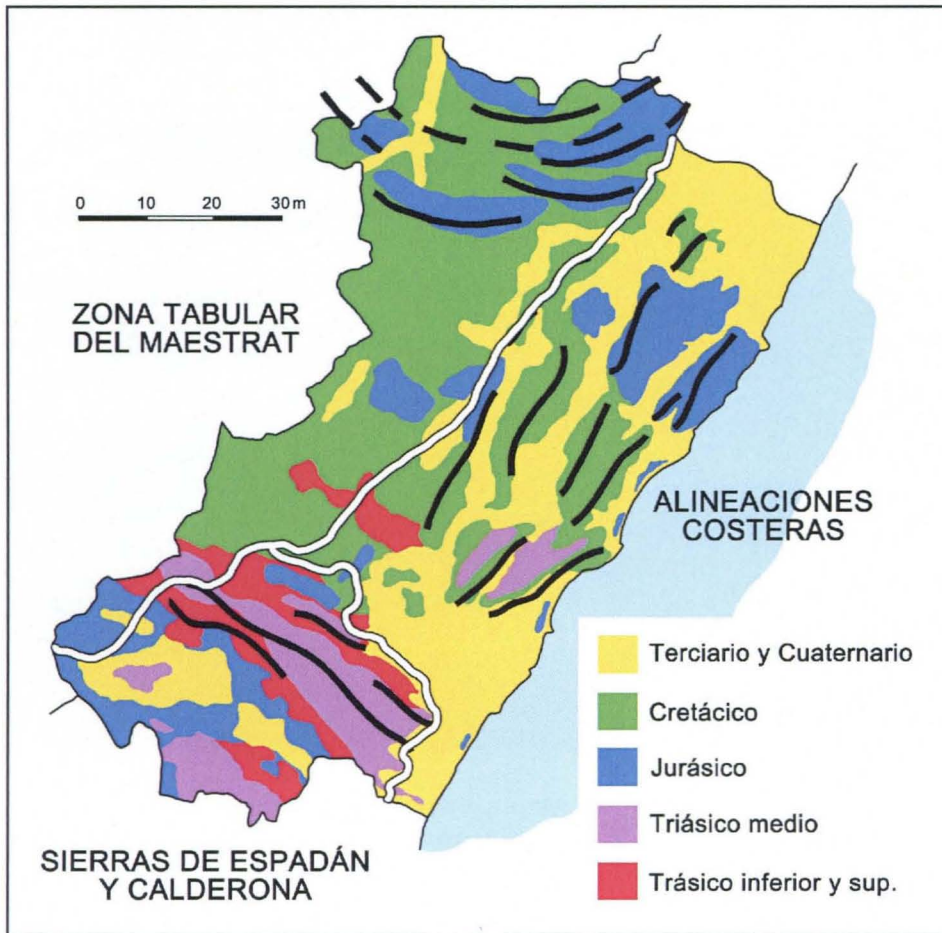 0 10 20 30 m
ZONA TABULAR
DEL MAESTRAT
ALINEACIONES
COSTERAS
Terciario y Cuaternario
Cretácico
Jurásico
Triásico medio
Trásico inferior y sup.
SIERRAS DE ESPADÁN
Y CALDERONA